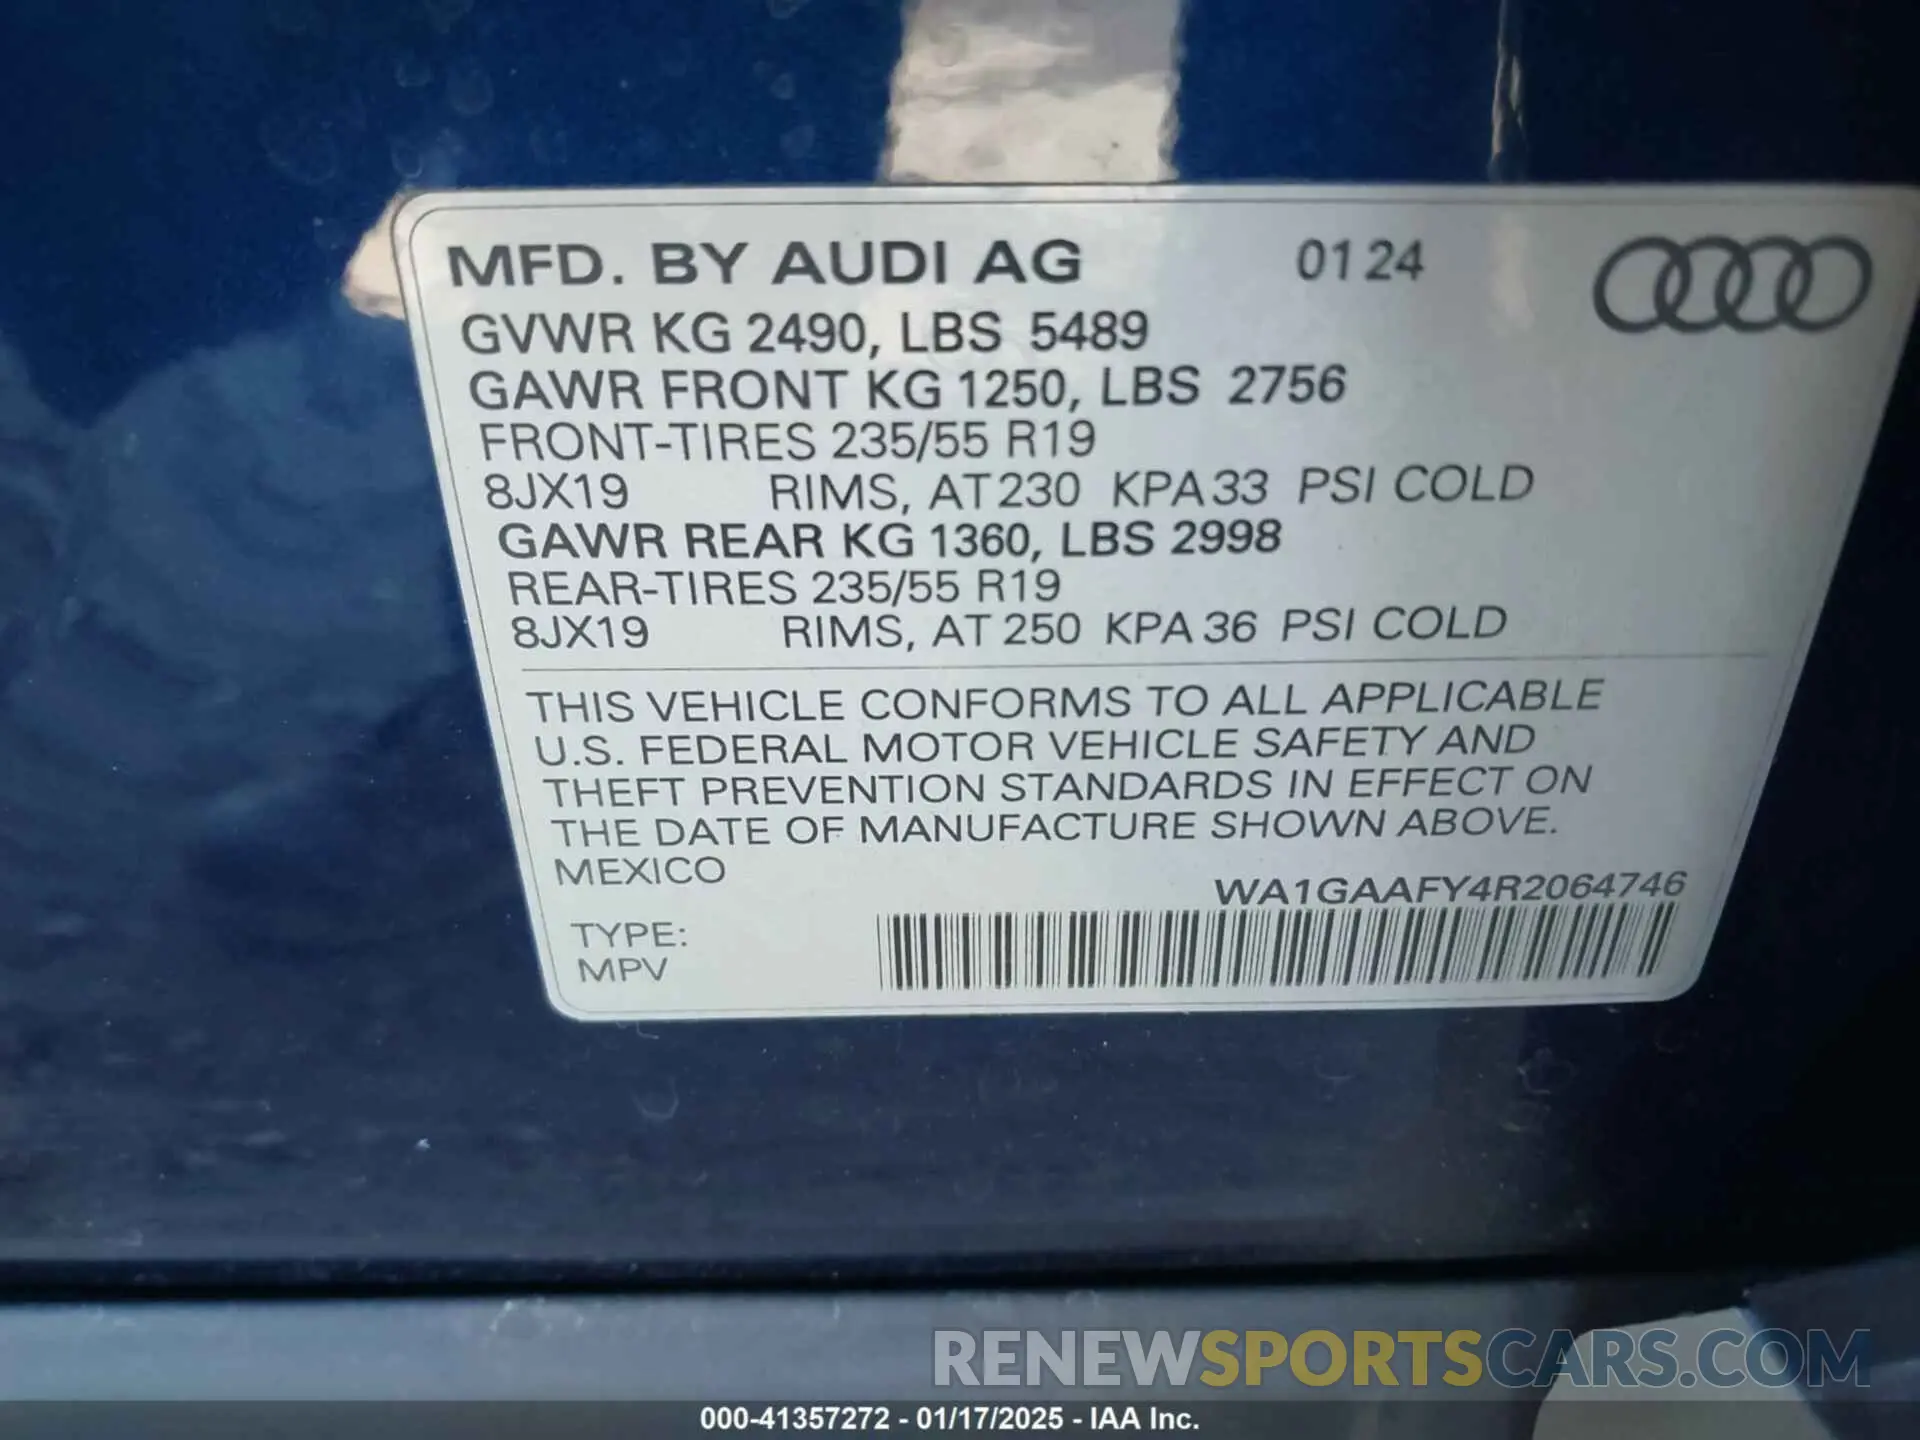 MFD. BY AUDI AG 01 24
GVWR KG 2490, LBS 5489
GAWR FRONT KG 1250, LBS 2756
FRONT-TIRES 235/55 R19
8JX19 RIMS, AT 230 KPA 33 PSI COLD
GAWR REAR KG 1360, LBS 2998
REAR-TIRES 235/55 R19
8JX19 RIMS, AT 250 KPA 36 PSI COLD
THIS VEHICLE CONFORMS TO ALL APPLICABLE
U.S. FEDERAL MOTOR VEHICLE SAFETY AND
THEFT PREVENTION STANDARDS IN EFFECT ON
THE DATE OF MANUFACTURE SHOWN ABOVE.
MEXICO
WA1GAAFY4R2064746
TYPE:
MPV
RENEWSPORTSCARS.COM
000-41357272 - 01/17/2025 - IAA Inc.